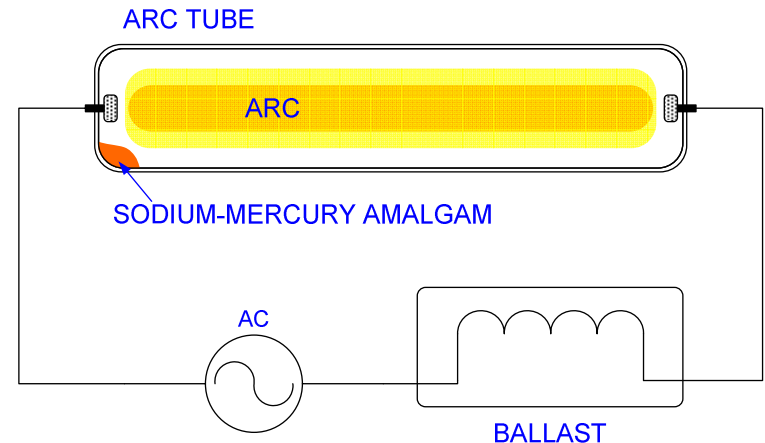 ARC TUBE
ARC
SODIUM-MERCURY AMALGAM
AC
BALLAST